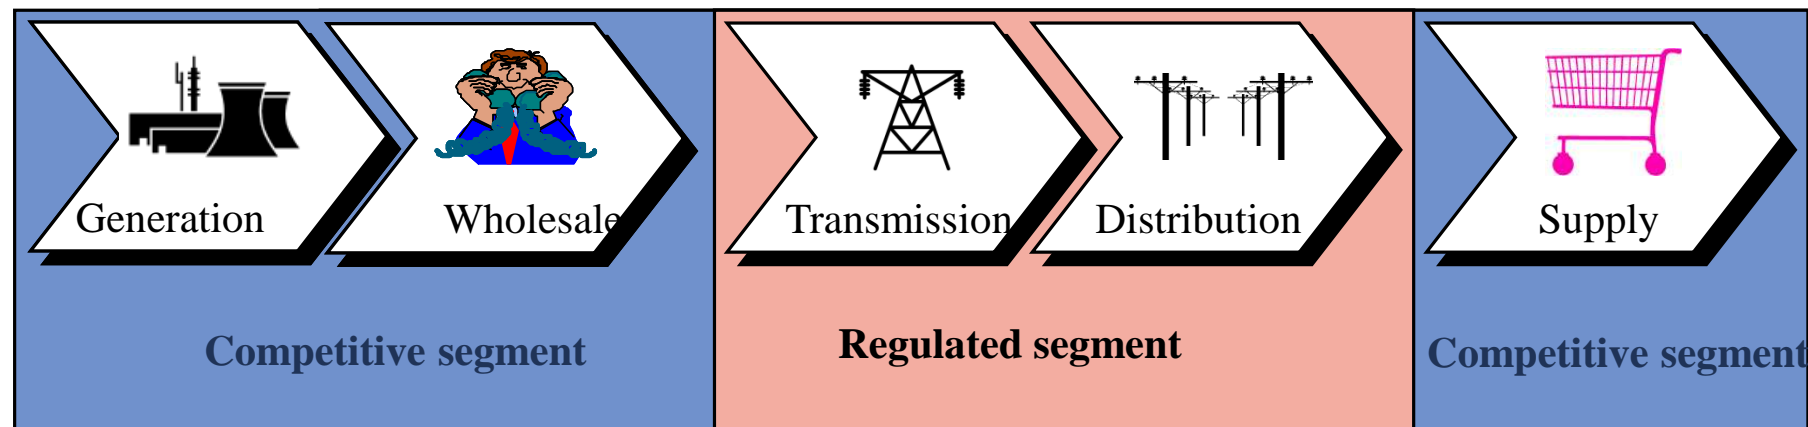 Generation
Wholesale
Transmission
Distribution
Supply
Competitive segment
Regulated segment
Competitive segment